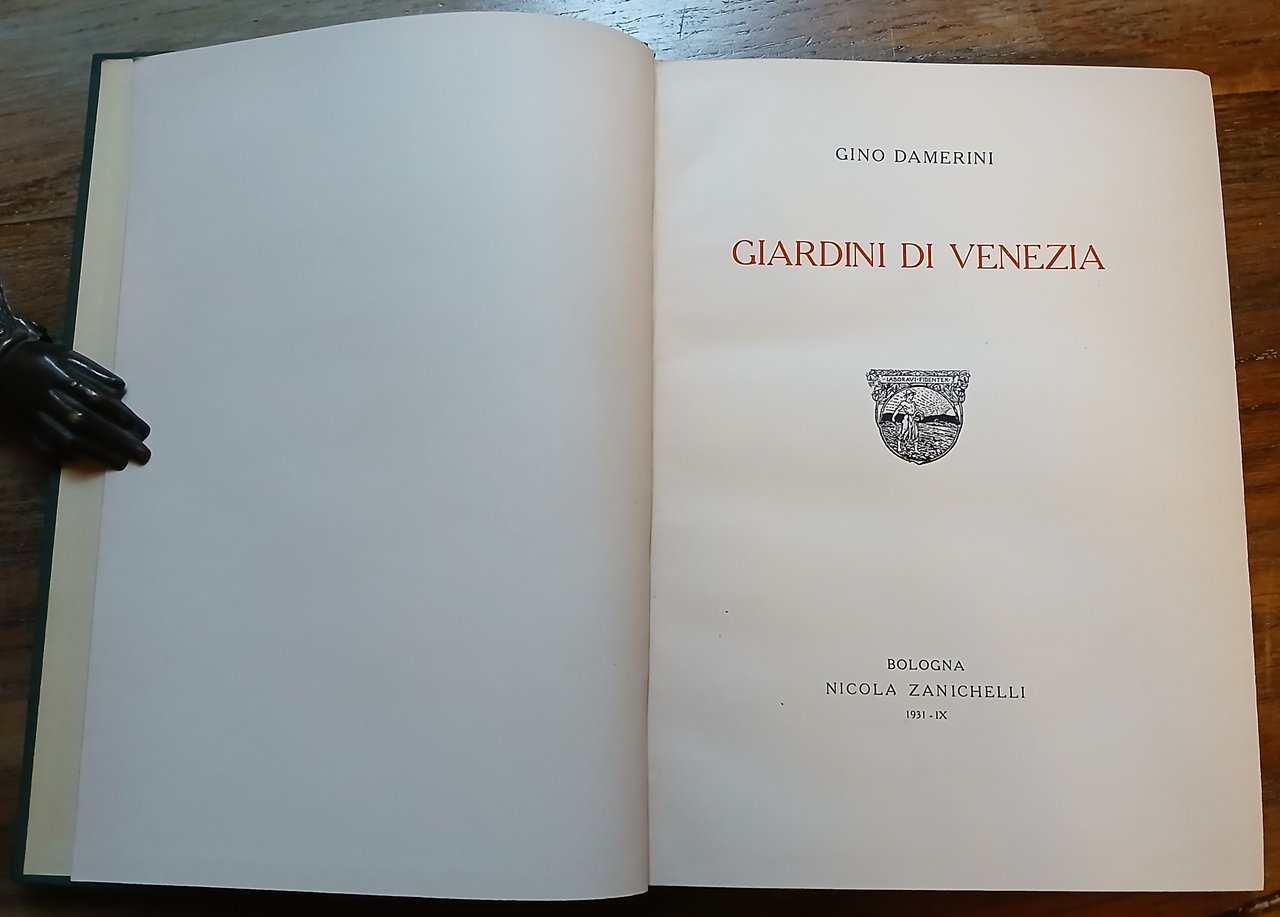 GINO DAMERINI
GIARDINI DI VENEZIA
LABORAVI·FIDENTER
BOLOGNA
NICOLA ZANICHELLI
1931 - IX